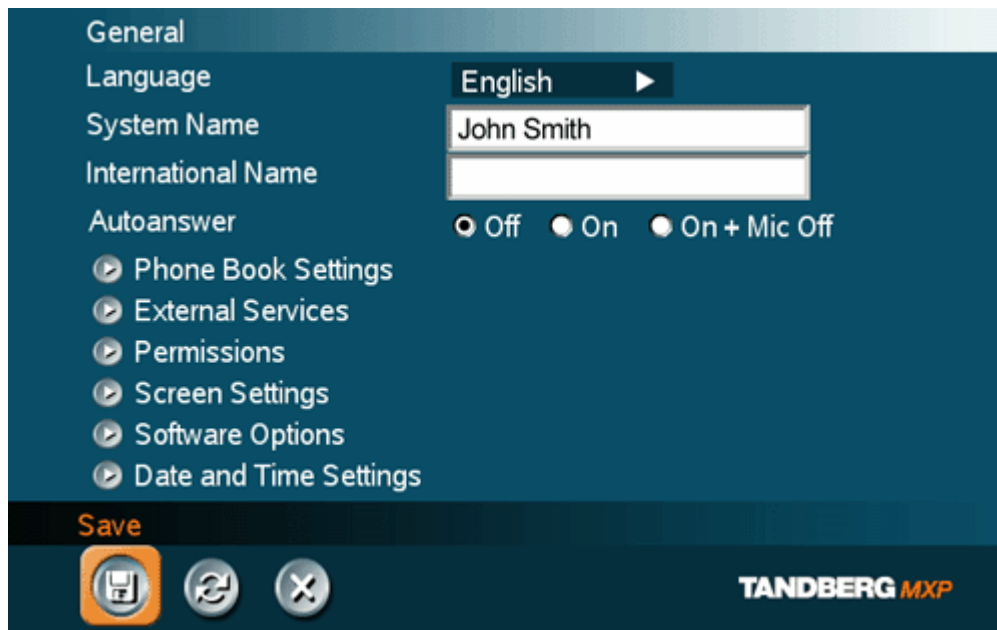 General
Language English
System Name John Smith
International Name
Autoanswer Off On On + Mic Off
Phone Book Settings
External Services
Permissions
Screen Settings
Software Options
Date and Time Settings
Save
TANDBERG MXP